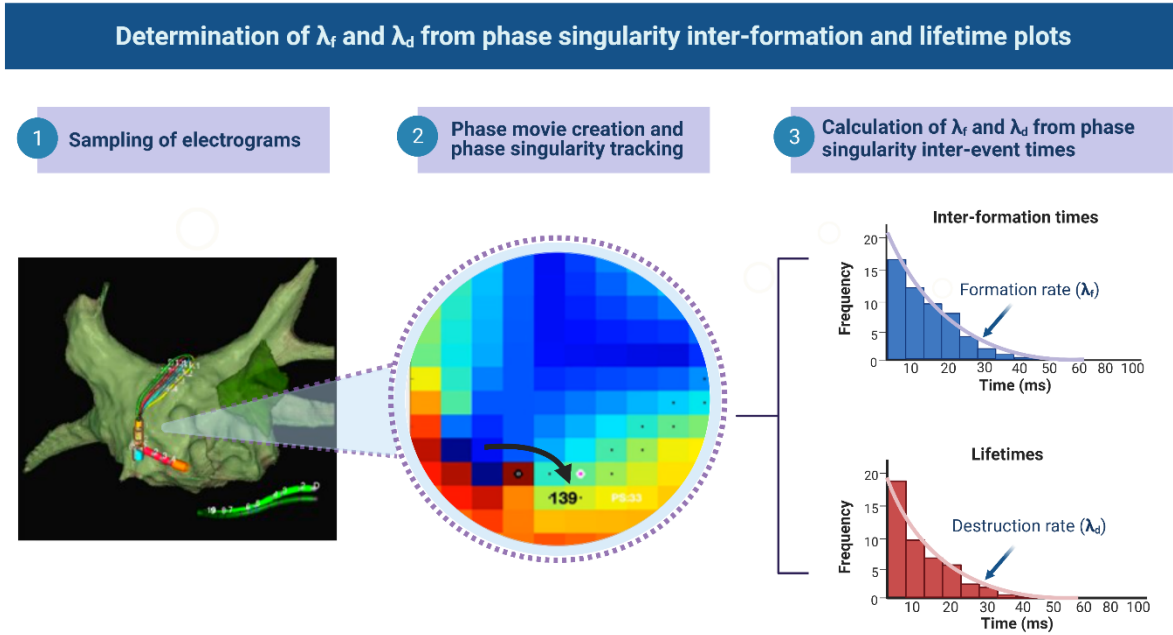 Determination of λf and λd from phase singularity inter-formation and lifetime plots
1
Sampling of electrograms
2
Phase movie creation and
phase singularity tracking
3
Calculation of λf and λd from phase
singularity inter-event times
139
PS:33
Inter-formation times
Frequency
20
15
10
5
0
Formation rate (λf)
10 20 30 40 50 60 80 100
Time (ms)
Lifetimes
Frequency
20
15
10
5
0
Destruction rate (λd)
10 20 30 40 50 60 80 100
Time (ms)